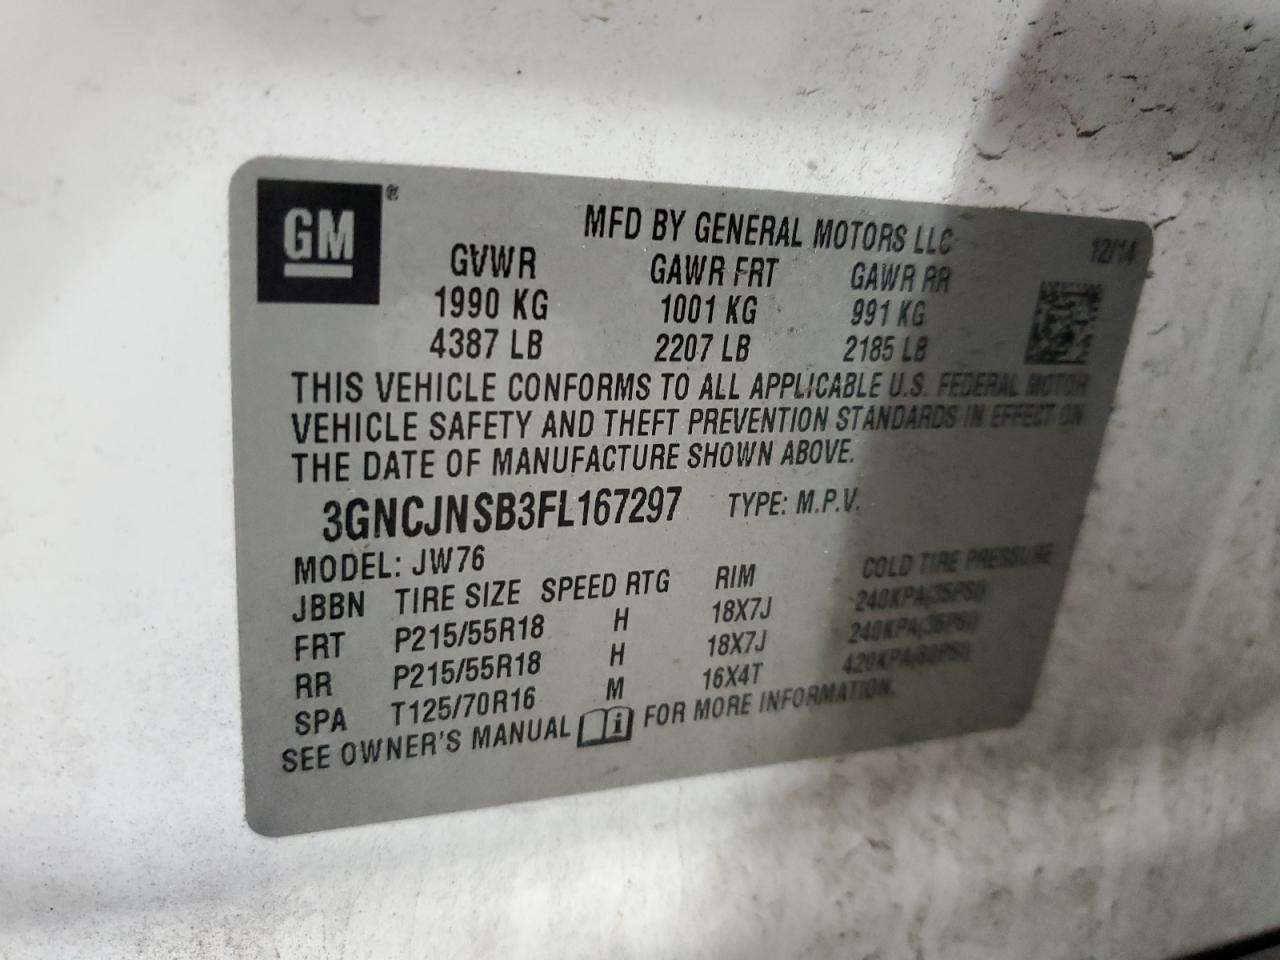 GM ®
MFD BY GENERAL MOTORS LLC 12/14
GVWR GAWR FRT GAWR RR
1990 KG 1001 KG 991 KG
4387 LB 2207 LB 2185 LB
THIS VEHICLE CONFORMS TO ALL APPLICABLE U.S. FEDERAL MOTOR
VEHICLE SAFETY AND THEFT PREVENTION STANDARDS IN EFFECT ON
THE DATE OF MANUFACTURE SHOWN ABOVE.
3GNCJNSB3FL167297 TYPE: M.P.V.
MODEL: JW76
JBBN TIRE SIZE SPEED RTG RIM COLD TIRE PRESSURE
FRT P215/55R18 H 18X7J 240KPA(35PSI)
RR P215/55R18 H 18X7J 240KPA(35PSI)
SPA T125/70R16 M 16X4T 420KPA(60PSI)
SEE OWNER'S MANUAL i FOR MORE INFORMATION.